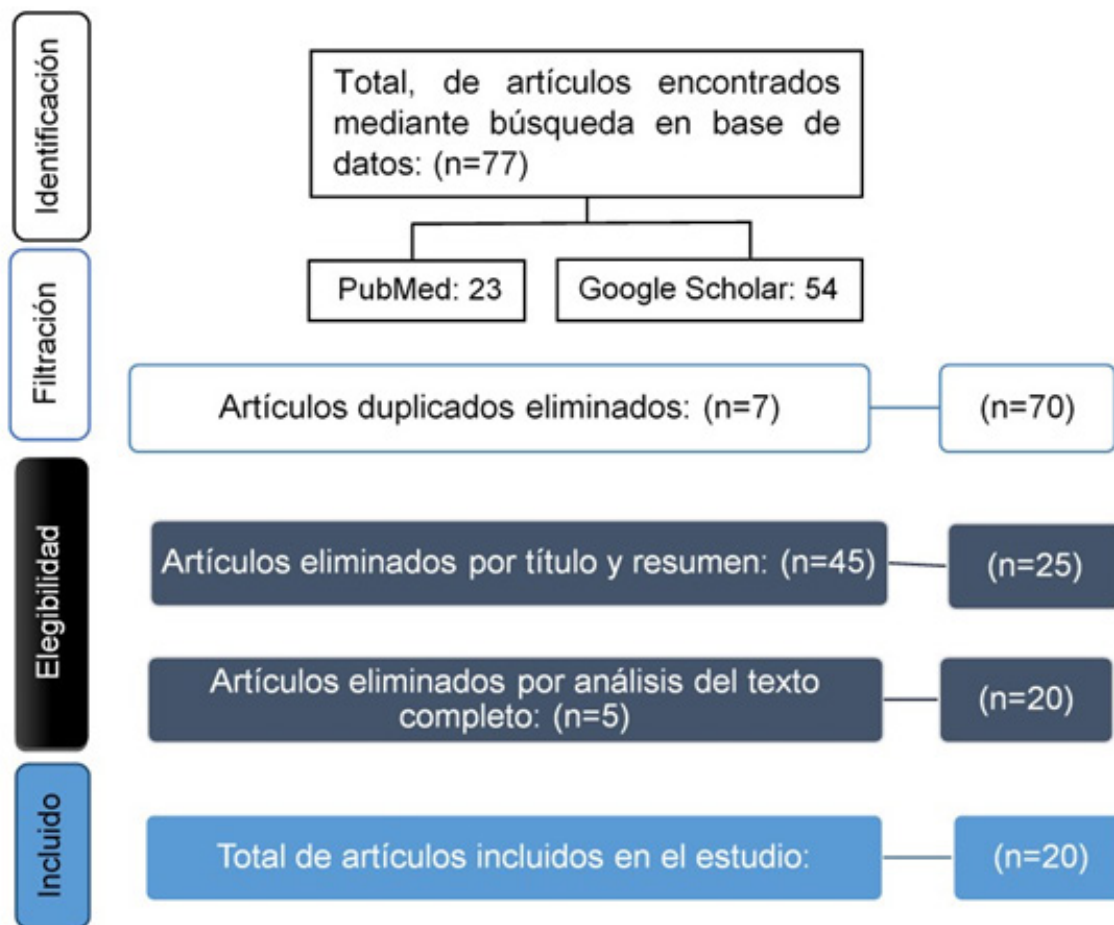 Identificación
Total, de artículos encontrados
mediante búsqueda en base de
datos: (n=77)
PubMed: 23
Google Scholar: 54
Filtración
Artículos duplicados eliminados: (n=7)
(n=70)
Elegibilidad
Artículos eliminados por título y resumen: (n=45)
(n=25)
Artículos eliminados por análisis del texto
completo: (n=5)
(n=20)
Incluido
Total de artículos incluidos en el estudio:
(n=20)